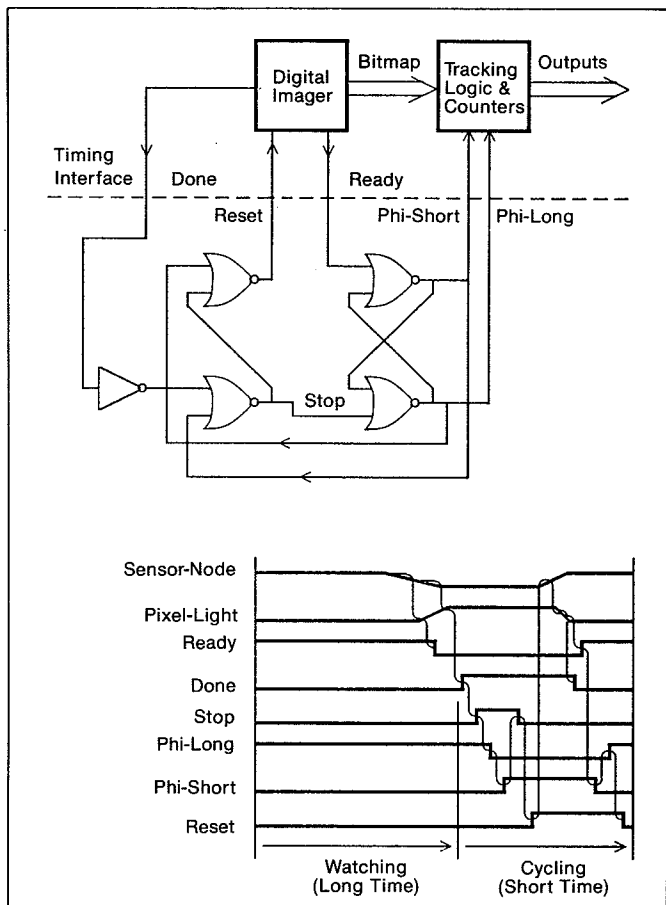 Digital
Imager
Bitmap
Tracking
Logic &
Counters
Outputs
Timing
Interface
Done
Ready
Reset
Phi-Short
Phi-Long
Stop
Sensor-Node
Pixel-Light
Ready
Done
Stop
Phi-Long
Phi-Short
Reset
Watching
(Long Time)
Cycling
(Short Time)